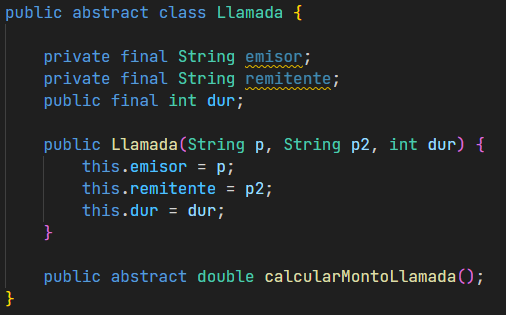 public abstract class Llamada {
    private final String emisor;
    private final String remitente;
    public final int dur;
    public Llamada(String p, String p2, int dur) {
        this.emisor = p;
        this.remitente = p2;
        this.dur = dur;
    }
    public abstract double calcularMontoLlamada();
}